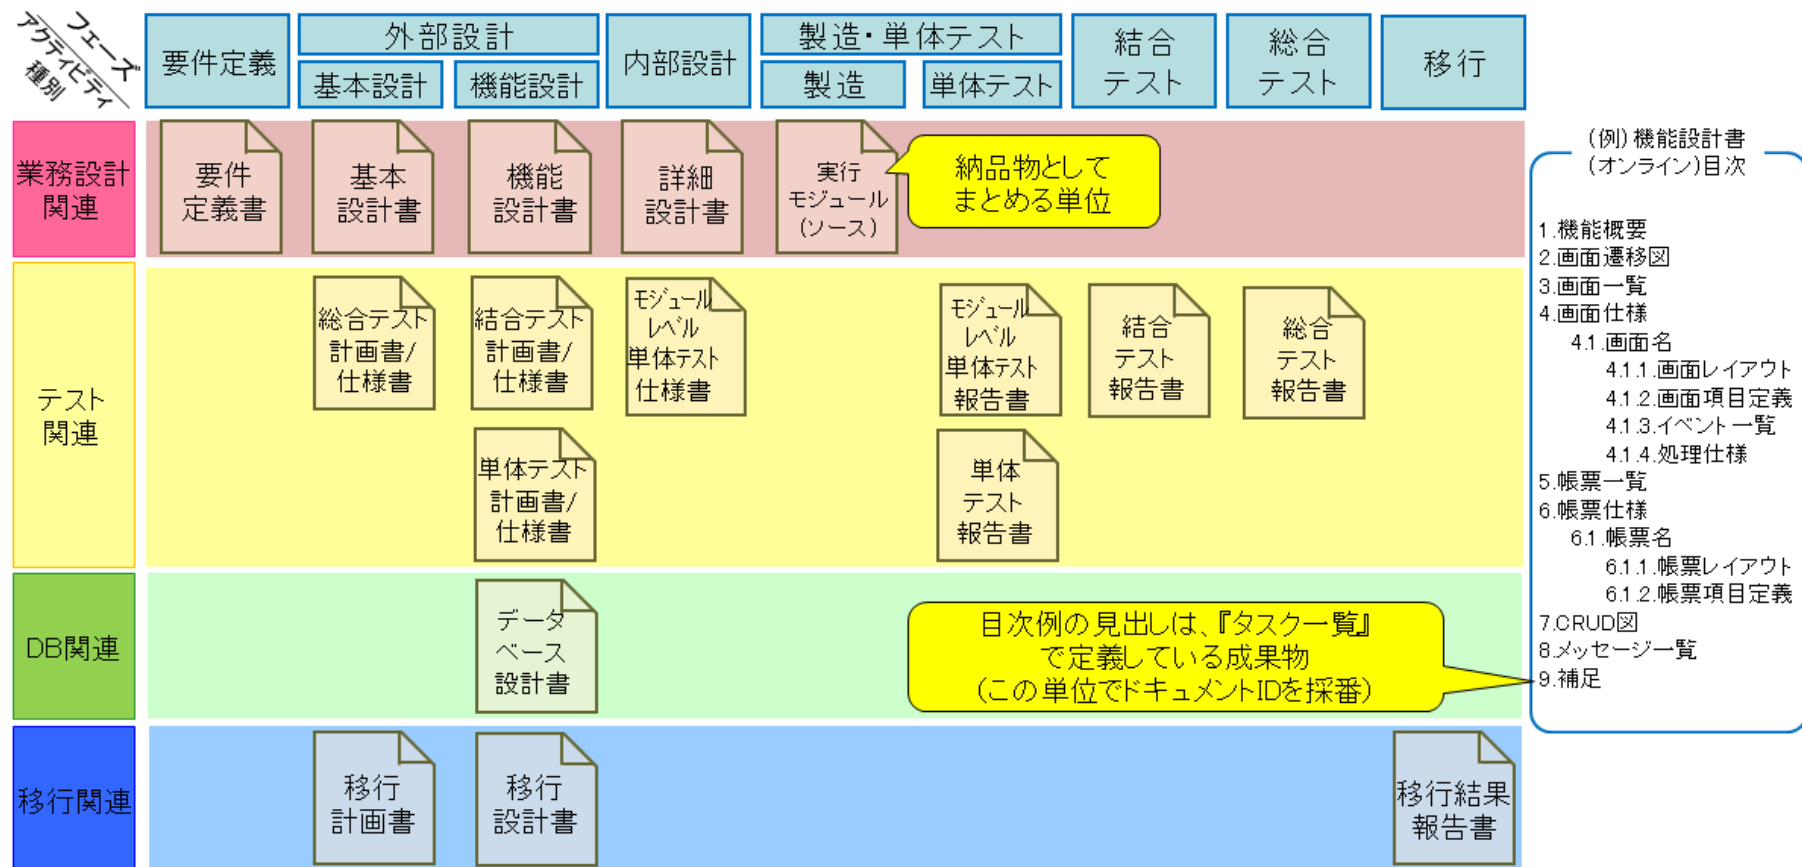 フェーズ
アクティビティ
種別
要件定義
外部設計
基本設計
機能設計
内部設計
製造・単体テスト
製造
単体テスト
結合
テスト
総合
テスト
移行
業務設計
関連
要件
定義書
基本
設計書
機能
設計書
詳細
設計書
実行
モジュール
(ソース)
納品物として
まとめる単位
テスト
関連
総合テスト
計画書/
仕様書
結合テスト
計画書/
仕様書
モジュール
レベル
単体テスト
仕様書
モジュール
レベル
単体テスト
報告書
結合
テスト
報告書
総合
テスト
報告書
単体テスト
計画書/
仕様書
単体
テスト
報告書
DB関連
データ
ベース
設計書
目次例の見出しは、『タスク一覧』
で定義している成果物
(この単位でドキュメントIDを採番)
移行関連
移行
計画書
移行
設計書
移行結果
報告書
(例)機能設計書
(オンライン)目次
1.機能概要
2.画面遷移図
3.画面一覧
4.画面仕様
4.1.画面名
4.1.1.画面レイアウト
4.1.2.画面項目定義
4.1.3.イベント一覧
4.1.4.処理仕様
5.帳票一覧
6.帳票仕様
6.1.帳票名
6.1.1.帳票レイアウト
6.1.2.帳票項目定義
7.CRUD図
8.メッセージ一覧
9.補足